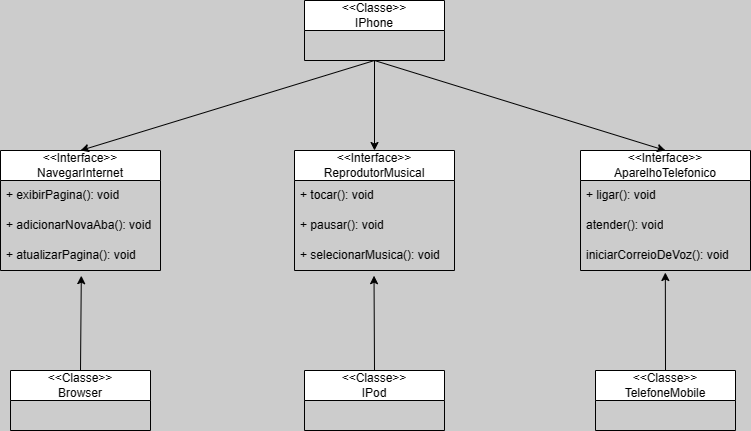 <<Classe>>
IPhone
<<Interface>>
NavegarInternet
+ exibirPagina(): void
+ adicionarNovaAba(): void
+ atualizarPagina(): void
<<Interface>>
ReprodutorMusical
+ tocar(): void
+ pausar(): void
+ selecionarMusica(): void
<<Interface>>
AparelhoTelefonico
+ ligar(): void
atender(): void
iniciarCorreioDeVoz(): void
<<Classe>>
Browser
<<Classe>>
IPod
<<Classe>>
TelefoneMobile